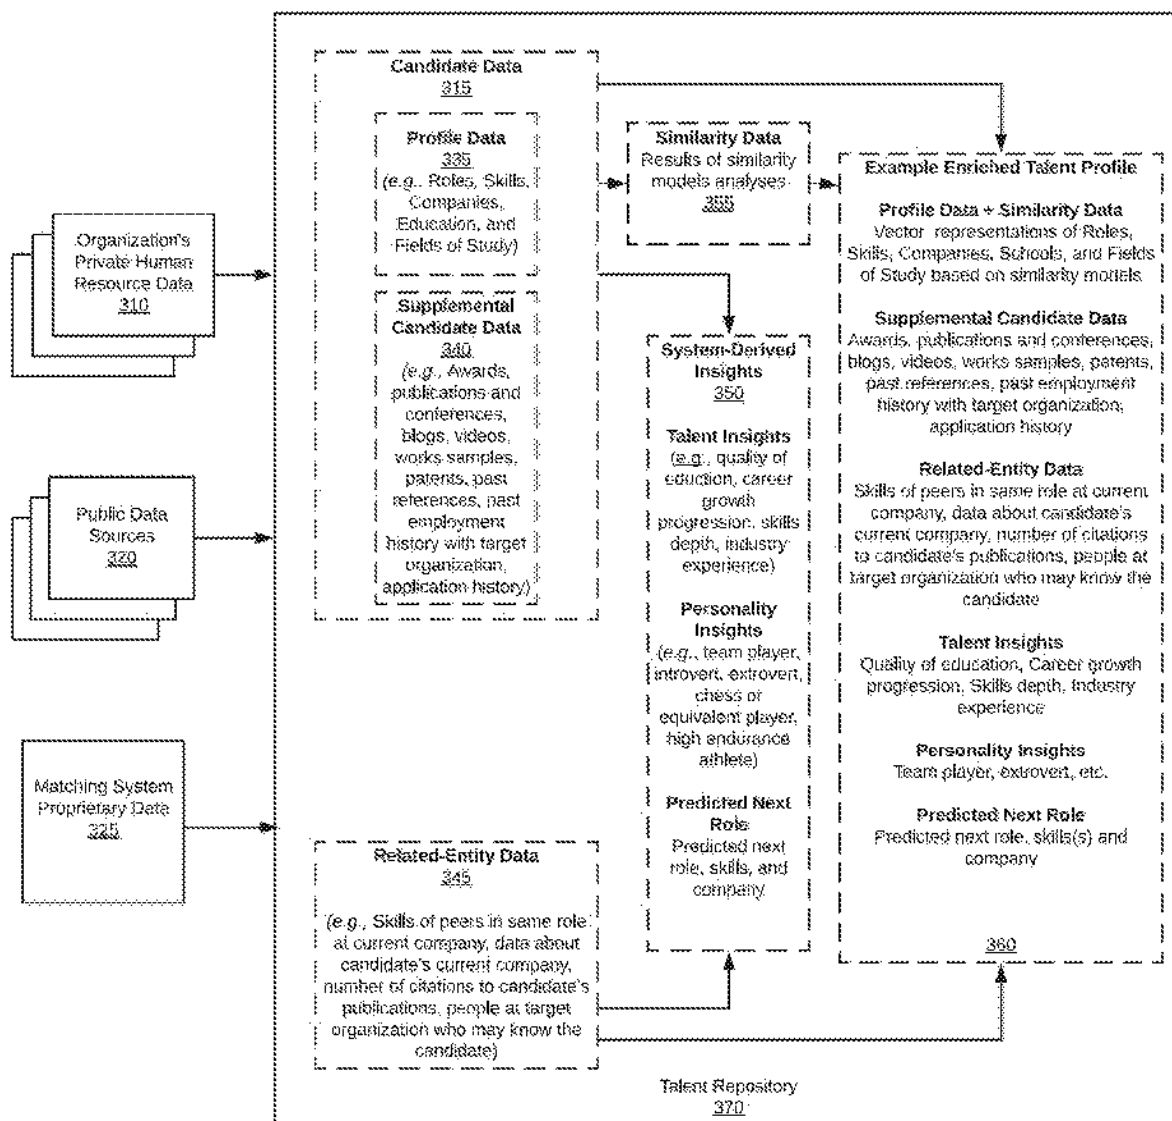 Organization's
Private Human
Resource Data
310
Public Data
Sources
320
Matching System
Proprietary Data
325
Candidate Data
315
Profile Data
335
(e.g., Roles, Skills,
Companies,
Education, and
Fields of Study)
Supplemental
Candidate Data
340
(e.g., Awards,
publications and
conferences,
blogs, videos,
works samples,
patents, past
references, past
employment
history with target
organization,
application history)
Related-Entity Data
345
(e.g., Skills of peers in same role
at current company, data about
candidate's current company,
number of citations to candidate's
publications, people at target
organization who may know the
candidate)
Similarity Data
Results of similarity
models analyses
355
System-Derived
Insights
350
Talent Insights
(e.g., quality of
eduction, career
growth
progression, skills
depth, industry
experience)
Personality
Insights
(e.g., team player,
introvert, extrovert,
chess or
equivalent player,
high endurance
athlete)
Predicted Next
Role
Predicted next
role, skills, and
company
Example Enriched Talent Profile
Profile Data + Similarity Data
Vector representations of Roles,
Skills, Companies, Schools, and Fields
of Study based on similarity models
Supplemental Candidate Data
Awards, publications and conferences,
blogs, videos, works samples, patents,
past references, past employment
history with target organization,
application history
Related-Entity Data
Skills of peers in same role at current
company, data about candidate's
current company, number of citations
to candidate's publications, people at
target organization who may know the
candidate
Talent Insights
Quality of education, Career growth
progression, Skills depth, Industry
experience
Personality Insights
Team player, extrovert, etc.
Predicted Next Role
Predicted next role, skills(s) and
company
360
Talent Repository
370